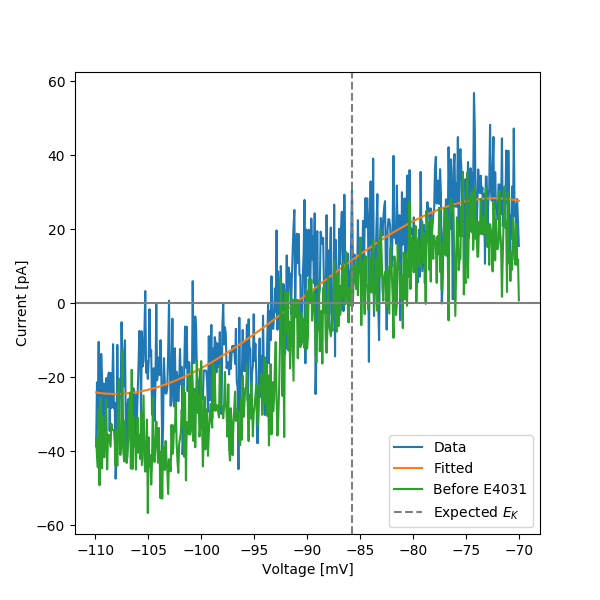 60
40
20
0
−20
−40
−60
Current [pA]
Data
Fitted
Before E4031
Expected $E_K$
−110 −105 −100 −95 −90 −85 −80 −75 −70
Voltage [mV]